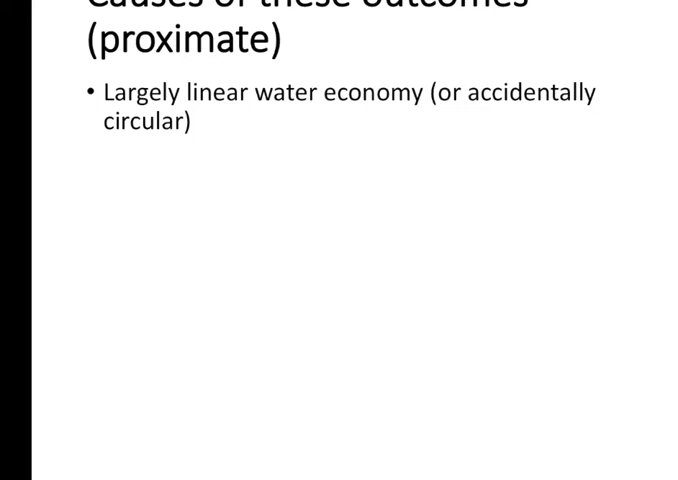 Causes of these outcomes
(proximate)
• Largely linear water economy (or accidentally
circular)